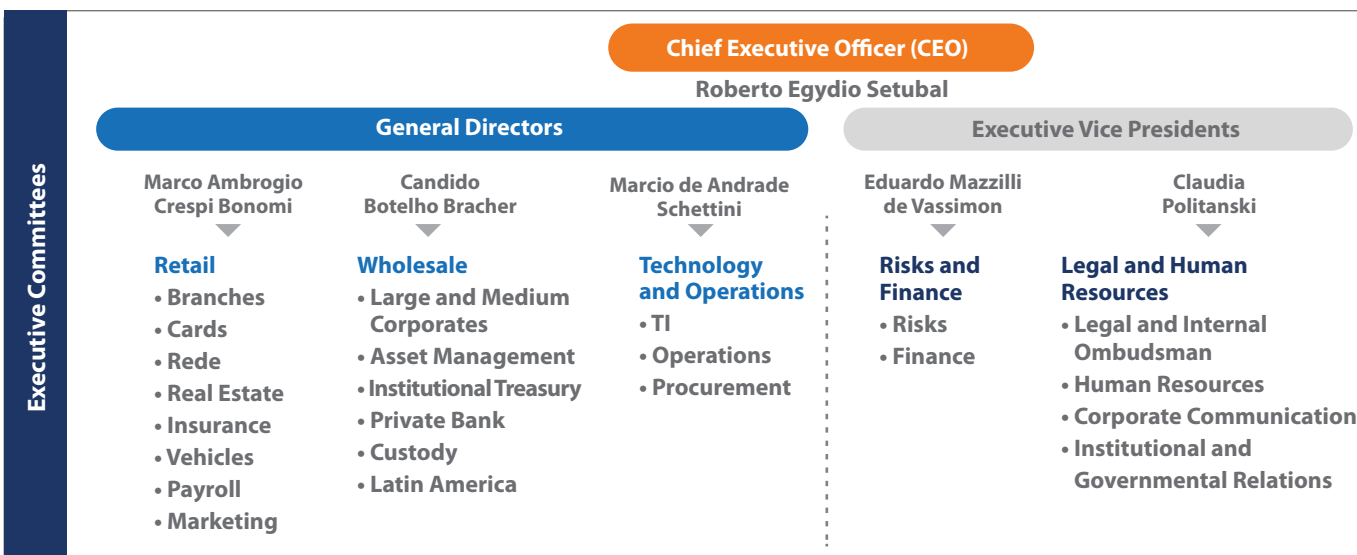 Executive Committees
Chief Executive Officer (CEO)
Roberto Egydio Setubal
General Directors
Executive Vice Presidents
Marco Ambrogio
Crespi Bonomi
Retail
• Branches
• Cards
• Rede
• Real Estate
• Insurance
• Vehicles
• Payroll
• Marketing
Candido
Botelho Bracher
Wholesale
• Large and Medium
Corporates
• Asset Management
• Institutional Treasury
• Private Bank
• Custody
• Latin America
Marcio de Andrade
Schettini
Technology
and Operations
• TI
• Operations
• Procurement
Eduardo Mazzilli
de Vassimon
Risks and
Finance
• Risks
• Finance
Claudia
Politanski
Legal and Human
Resources
• Legal and Internal
Ombudsman
• Human Resources
• Corporate Communication
• Institutional and
Governmental Relations